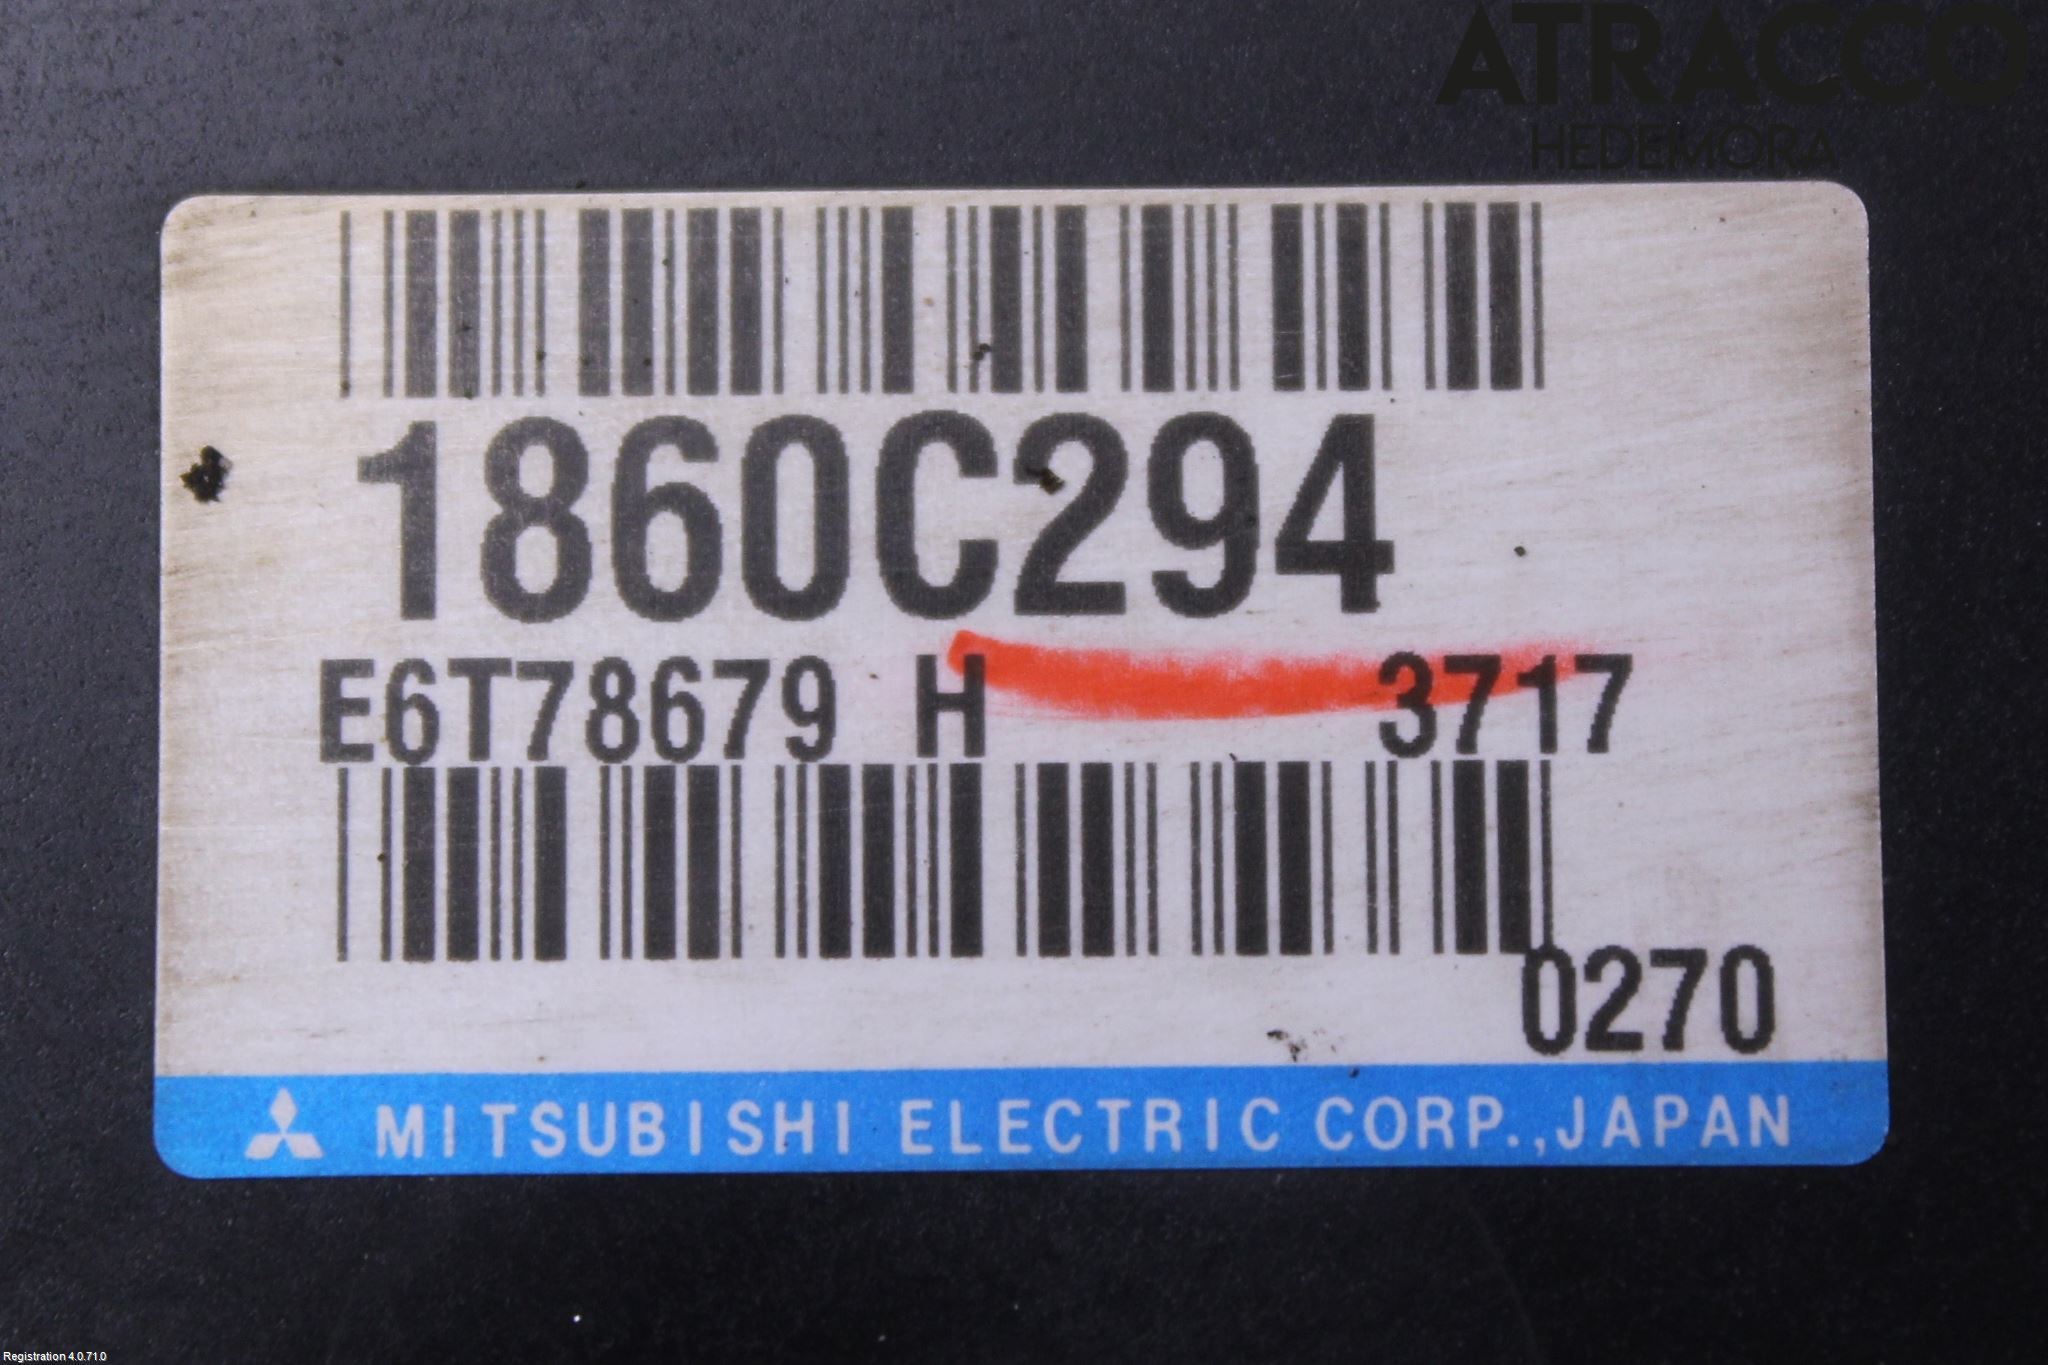 ATRACCO
HEDEMORA
1860C294
E6T78679 H 3717
0270
MITSUBISHI ELECTRIC CORP.,JAPAN
Registration 4.0.71.0